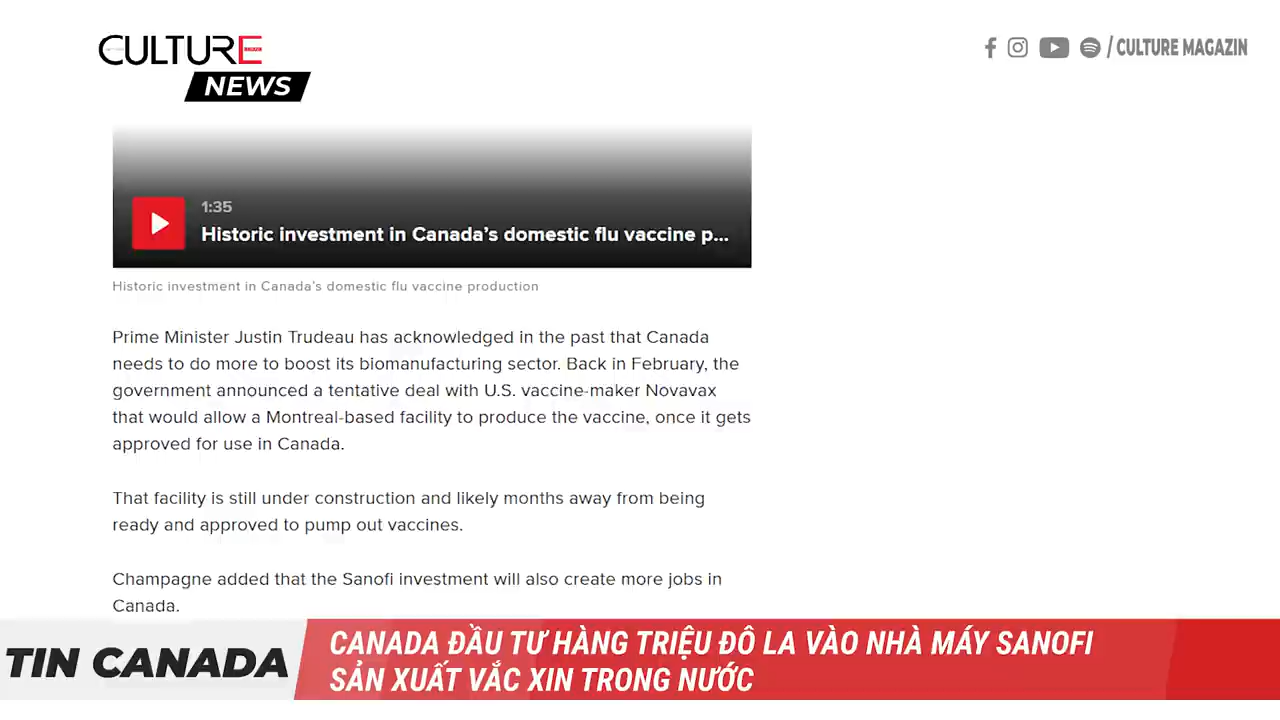 CULTURE
NEWS
/ CULTURE MAGAZIN
1:35
Historic investment in Canada’s domestic flu vaccine p...
Historic investment in Canada’s domestic flu vaccine production
Prime Minister Justin Trudeau has acknowledged in the past that Canada
needs to do more to boost its biomanufacturing sector. Back in February, the
government announced a tentative deal with U.S. vaccine-maker Novavax
that would allow a Montreal-based facility to produce the vaccine, once it gets
approved for use in Canada.
That facility is still under construction and likely months away from being
ready and approved to pump out vaccines.
Champagne added that the Sanofi investment will also create more jobs in
Canada.
TIN CANADA
CANADA ĐẦU TƯ HÀNG TRIỆU ĐÔ LA VÀO NHÀ MÁY SANOFI
SẢN XUẤT VẮC XIN TRONG NƯỚC